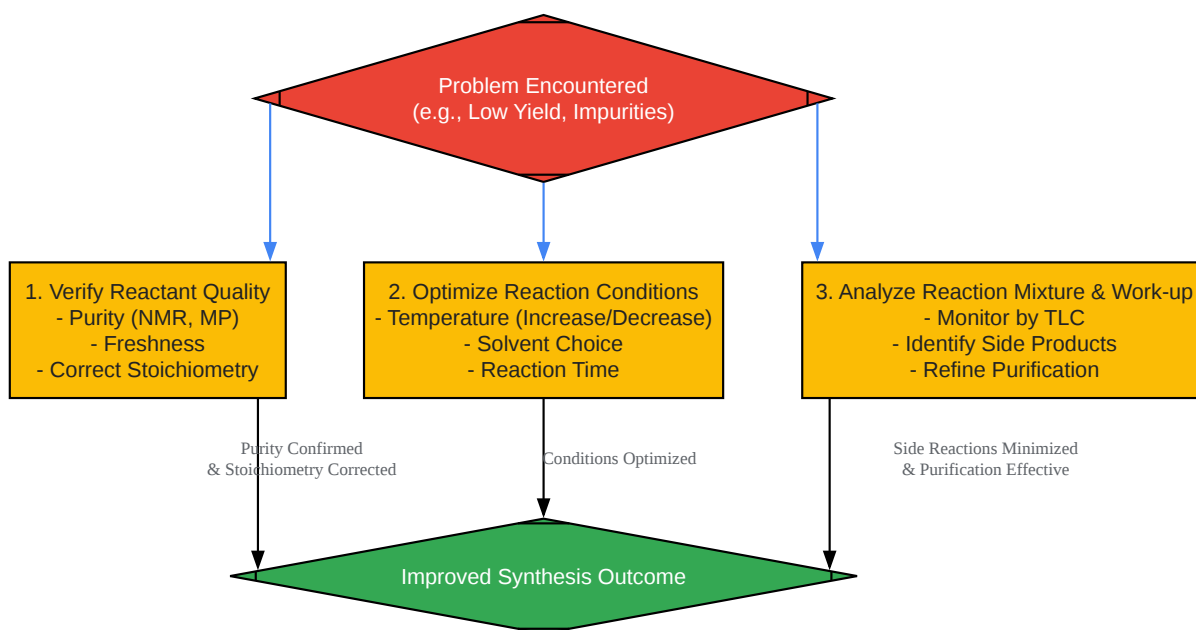 Problem Encountered
(e.g., Low Yield, Impurities)
1. Verify Reactant Quality
- Purity (NMR, MP)
- Freshness
- Correct Stoichiometry
2. Optimize Reaction Conditions
- Temperature (Increase/Decrease)
- Solvent Choice
- Reaction Time
3. Analyze Reaction Mixture & Work-up
- Monitor by TLC
- Identify Side Products
- Refine Purification
Purity Confirmed
& Stoichiometry Corrected
Conditions Optimized
Side Reactions Minimized
& Purification Effective
Improved Synthesis Outcome